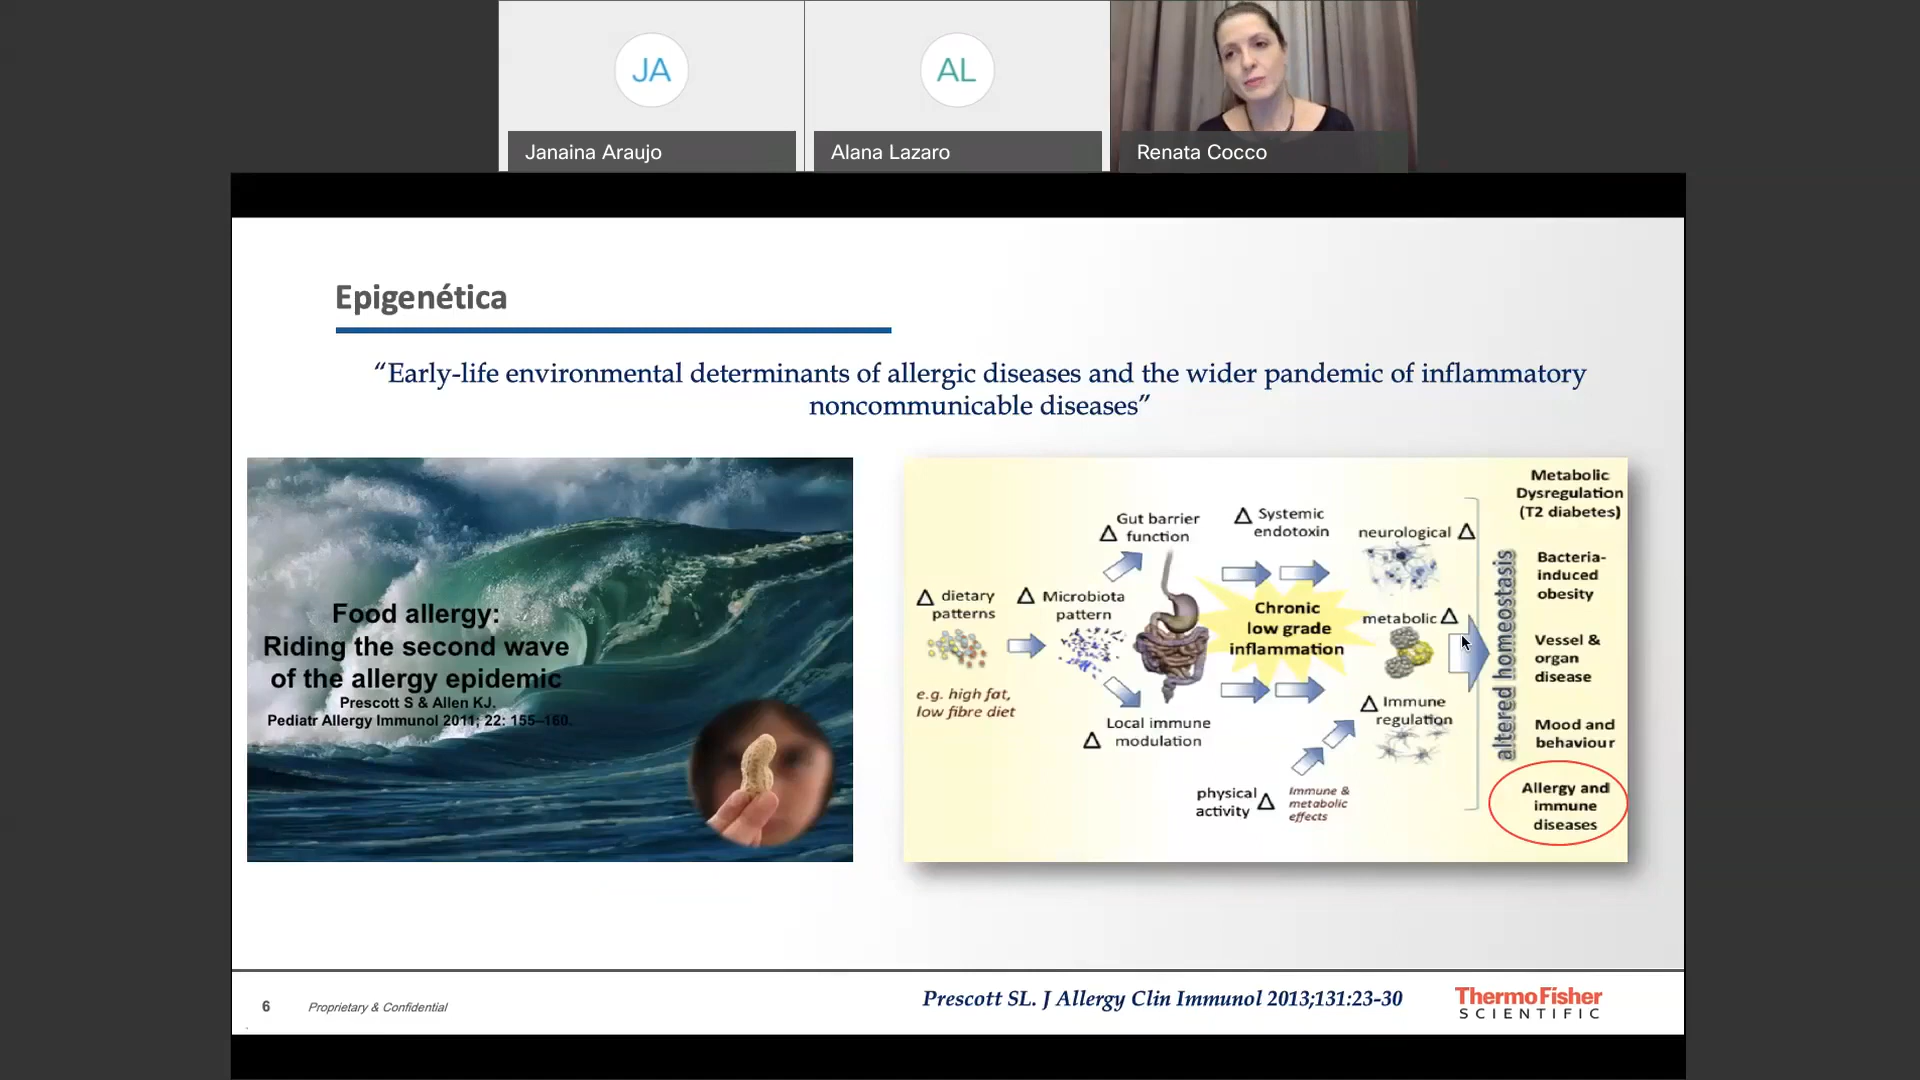 JA
AL
Janaina Araujo
Alana Lazaro
Renata Cocco
Epigenética
“Early-life environmental determinants of allergic diseases and the wider pandemic of inflammatory
noncommunicable diseases”
Food allergy:
Riding the second wave
of the allergy epidemic
Prescott S & Allen KJ.
Pediatr Allergy Immunol 2011; 22: 155–160.
Δ dietary
patterns
e.g. high fat,
low fibre diet
Δ Microbiota
pattern
Gut barrier
Δ function
Local immune
Δ modulation
Δ Systemic
endotoxin
Chronic
low grade
inflammation
physical
activity Δ
Immune &
metabolic
effects
neurological Δ
metabolic Δ
Δ Immune
regulation
altered homeostasis
Metabolic
Dysregulation
(T2 diabetes)
Bacteria-
induced
obesity
Vessel &
organ
disease
Mood and
behaviour
Allergy and
immune
diseases
6
Proprietary & Confidential
Prescott SL. J Allergy Clin Immunol 2013;131:23-30
ThermoFisher
SCIENTIFIC